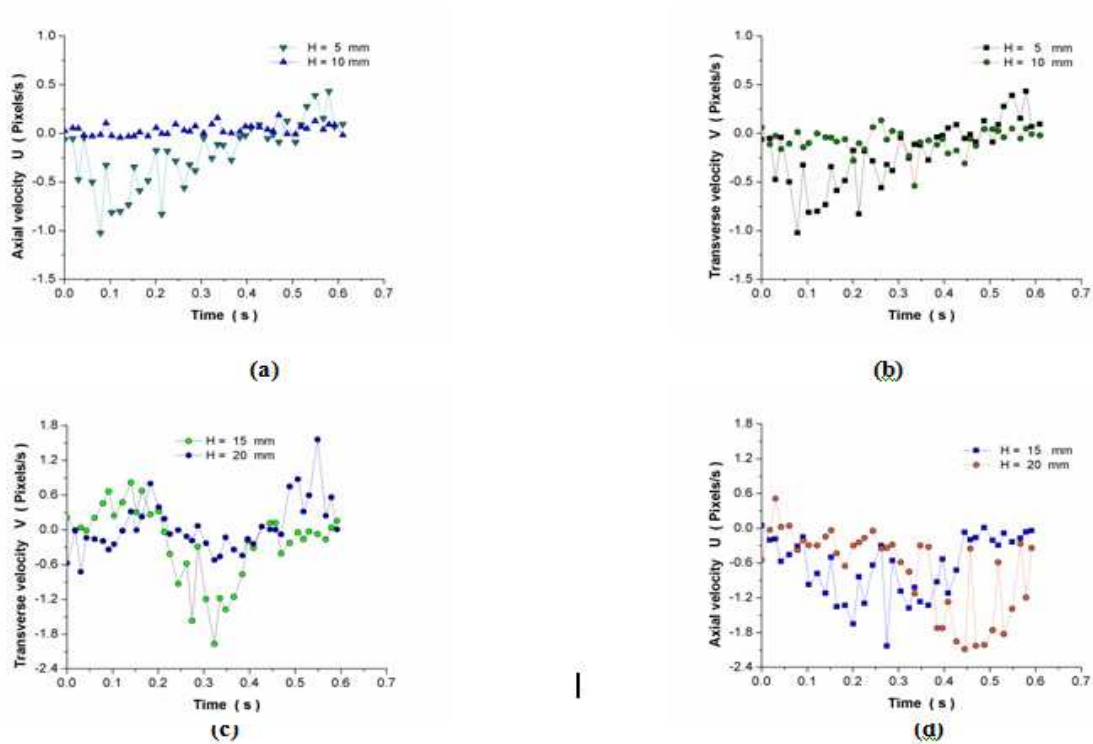 1.0
0.5
0.0
-0.5
-1.0
-1.5
Axial velocity U ( Pixels/s )
H = 5 mm
H = 10 mm
0.0 0.1 0.2 0.3 0.4 0.5 0.6 0.7
Time ( s )
(a)
1.0
0.5
0.0
-0.5
-1.0
-1.5
Transverse velocity V ( Pixels/s )
H = 5 mm
H = 10 mm
0.0 0.1 0.2 0.3 0.4 0.5 0.6 0.7
Time ( s )
(b)
1.8
1.2
0.6
0.0
-0.6
-1.2
-1.8
-2.4
Transverse velocity V ( Pixels/s )
H = 15 mm
H = 20 mm
0.0 0.1 0.2 0.3 0.4 0.5 0.6 0.7
Time ( s )
(c)
1.8
1.2
0.6
0.0
-0.6
-1.2
-1.8
-2.4
Axial velocity U ( Pixels/s )
H = 15 mm
H = 20 mm
0.0 0.1 0.2 0.3 0.4 0.5 0.6 0.7
Time ( s )
(d)